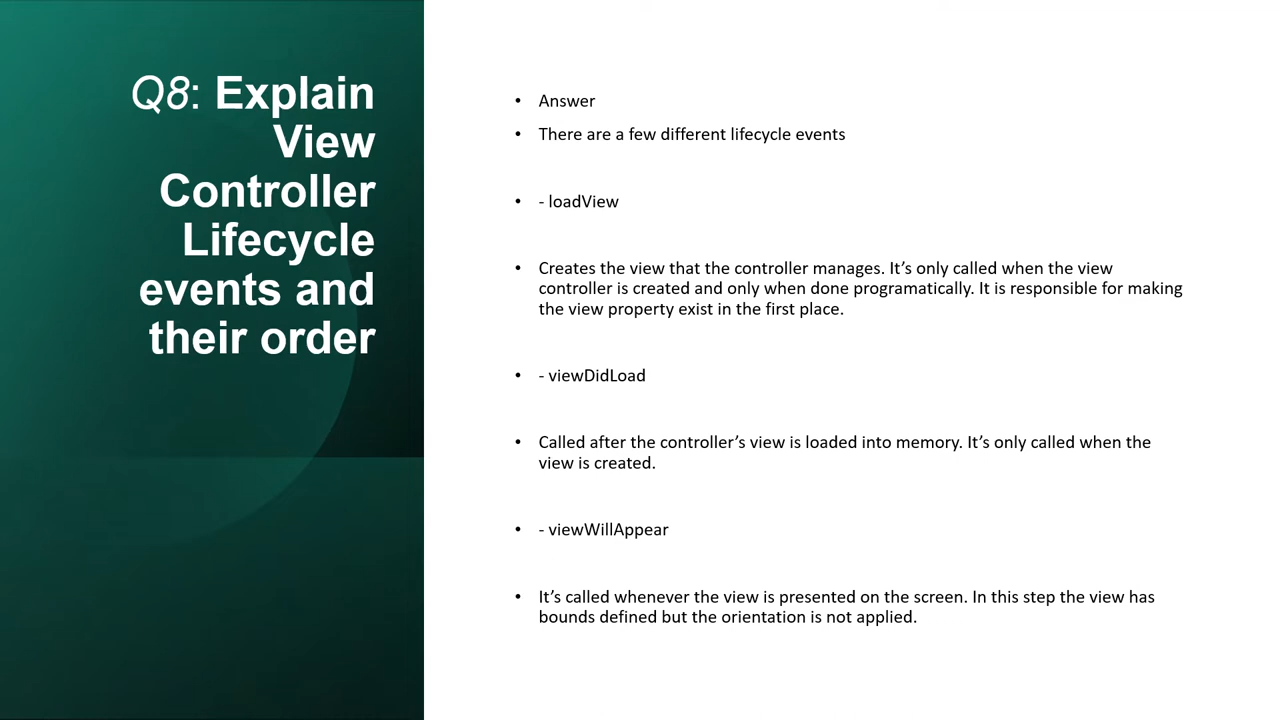 Q8: Explain
View
Controller
Lifecycle
events and
their order
• Answer
• There are a few different lifecycle events
• - loadView
• Creates the view that the controller manages. It’s only called when the view
controller is created and only when done programatically. It is responsible for making
the view property exist in the first place.
• - viewDidLoad
• Called after the controller’s view is loaded into memory. It’s only called when the
view is created.
• - viewWillAppear
• It’s called whenever the view is presented on the screen. In this step the view has
bounds defined but the orientation is not applied.